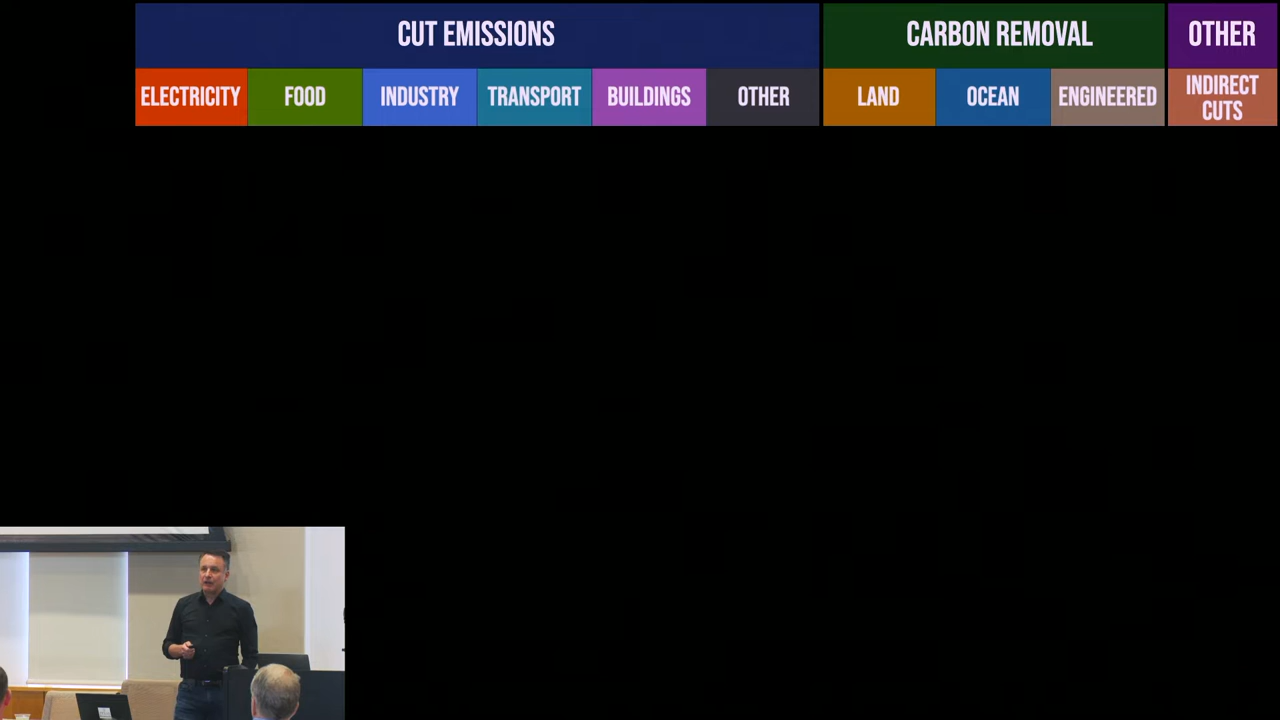 CUT EMISSIONS
CARBON REMOVAL
OTHER
ELECTRICITY
FOOD
INDUSTRY
TRANSPORT
BUILDINGS
OTHER
LAND
OCEAN
ENGINEERED
INDIRECT
CUTS